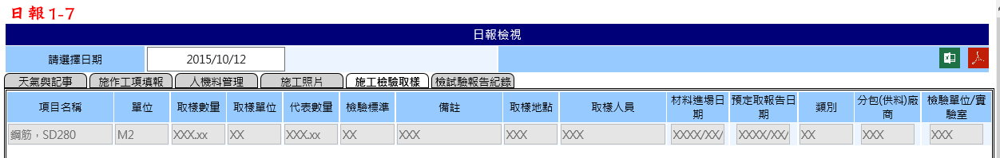 日報1-7
日報檢視
請選擇日期 2015/10/12
天氣與記事 施作工項填報 人機料管理 施工照片 施工檢驗取樣 檢試驗報告紀錄
項目名稱 單位 取樣數量 取樣單位 代表數量 檢驗標準 備註 取樣地點 取樣人員 材料進場日期 預定取報告日期 類別 分包(供料)廠商 檢驗單位/實驗室
鋼筋，SD280 M2 XXX.xx XX XXX.xx XX XXX XXX XXX XXXX/XX/ XXXX/XX/ XX XXX XXX